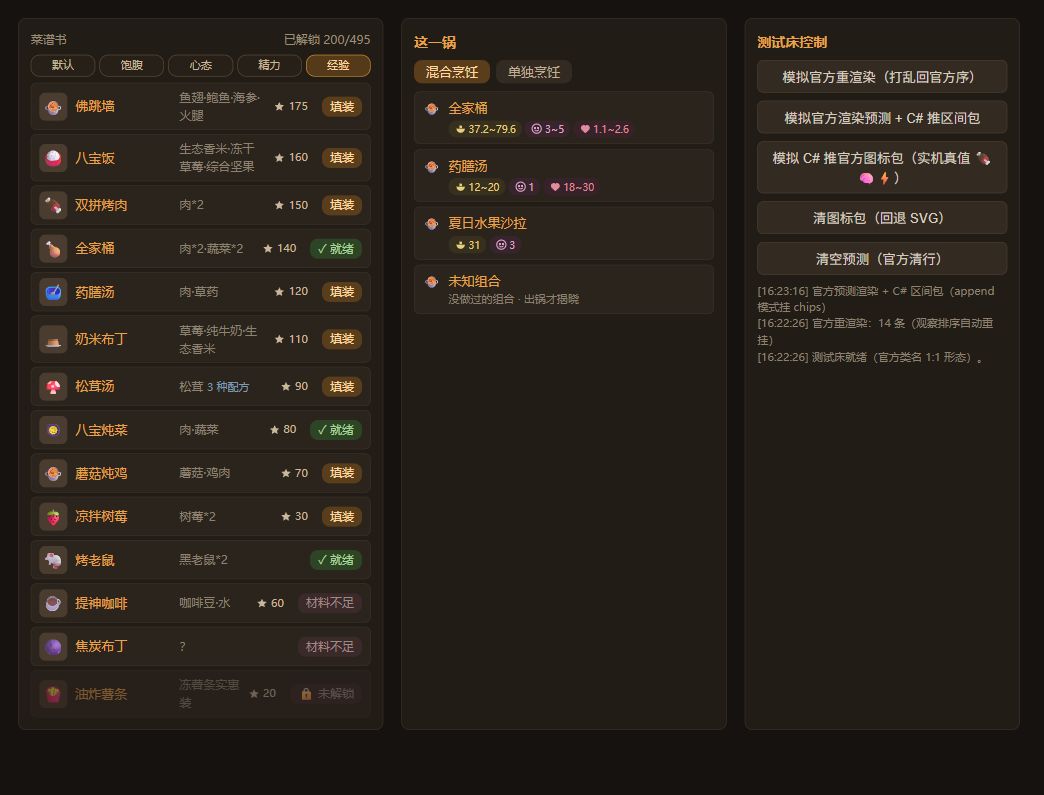 菜谱书
已解锁 200/495
默认
饱腹
心态
精力
经验
佛跳墙
鱼翅·鲍鱼·海参·
火腿
★ 175
填装
八宝饭
生态香米·冻干
草莓·综合坚果
★ 160
填装
双拼烤肉
肉*2
★ 150
填装
全家桶
肉*2·蔬菜*2
★ 140
✓就绪
药膳汤
肉·草药
★ 120
填装
奶米布丁
草莓·纯牛奶·生
态香米
★ 110
填装
松茸汤
松茸 3 种配方
★ 90
填装
八宝炖菜
肉·蔬菜
★ 80
✓就绪
蘑菇炖鸡
蘑菇·鸡肉
★ 70
填装
凉拌树莓
树莓*2
★ 30
填装
烤老鼠
黑老鼠*2
✓就绪
提神咖啡
咖啡豆·水
★ 60
材料不足
焦炭布丁
?
材料不足
油炸薯条
冻薯条实惠
装
★ 20
未解锁
这一锅
混合烹饪
单独烹饪
全家桶
37.2~79.6
3~5
1.1~2.6
药膳汤
12~20
1
18~30
夏日水果沙拉
31
3
未知组合
没做过的组合 · 出锅才揭晓
测试床控制
模拟官方重渲染（打乱回官方序）
模拟官方渲染预测 + C# 推区间包
模拟 C# 推官方图标包（实机真值 🍖
🧠⚡）
清图标包（回退 SVG）
清空预测（官方清行）
[16:23:16] 官方预测渲染 + C# 区间包（append
模式挂 chips）
[16:22:26] 官方重渲染：14 条（观察排序自动重
挂）
[16:22:26] 测试床就绪（官方类名 1:1 形态）。